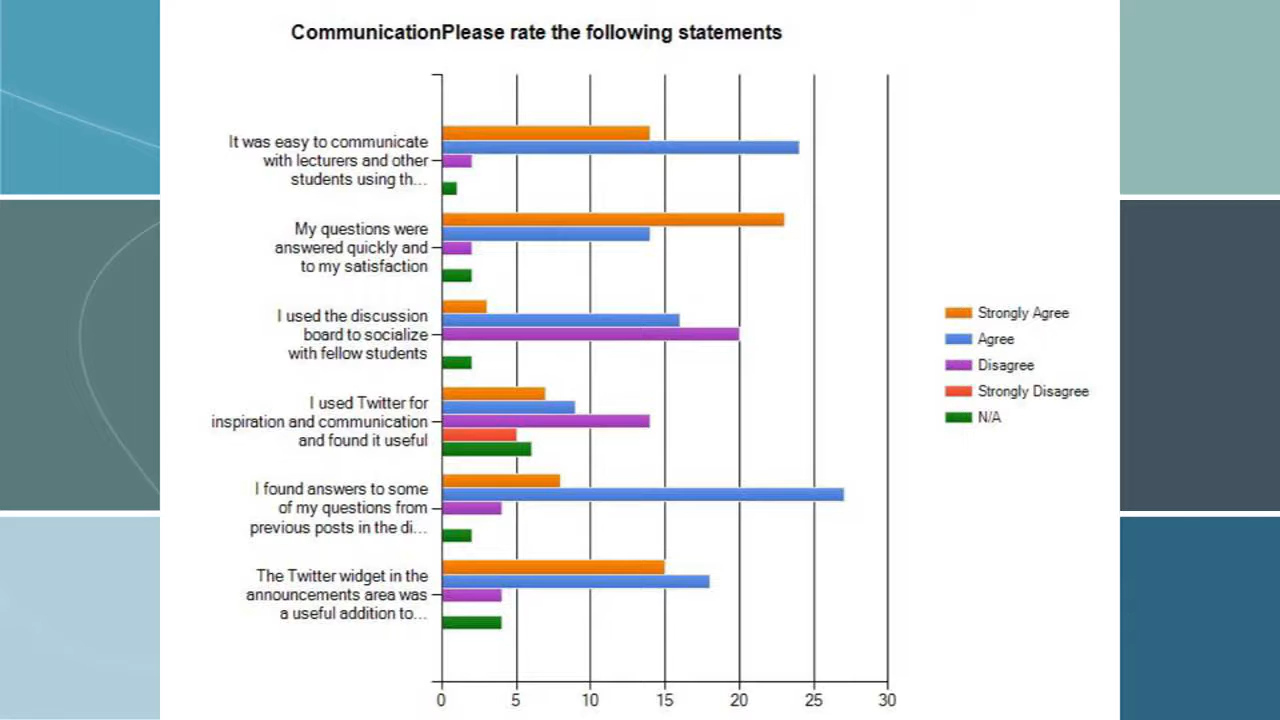 CommunicationPlease rate the following statements
It was easy to communicate
with lecturers and other
students using th...
My questions were
answered quickly and
to my satisfaction
I used the discussion
board to socialize
with fellow students
I used Twitter for
inspiration and communication
and found it useful
I found answers to some
of my questions from
previous posts in the di...
The Twitter widget in the
announcements area was
a useful addition to...
Strongly Agree
Agree
Disagree
Strongly Disagree
N/A
0 5 10 15 20 25 30